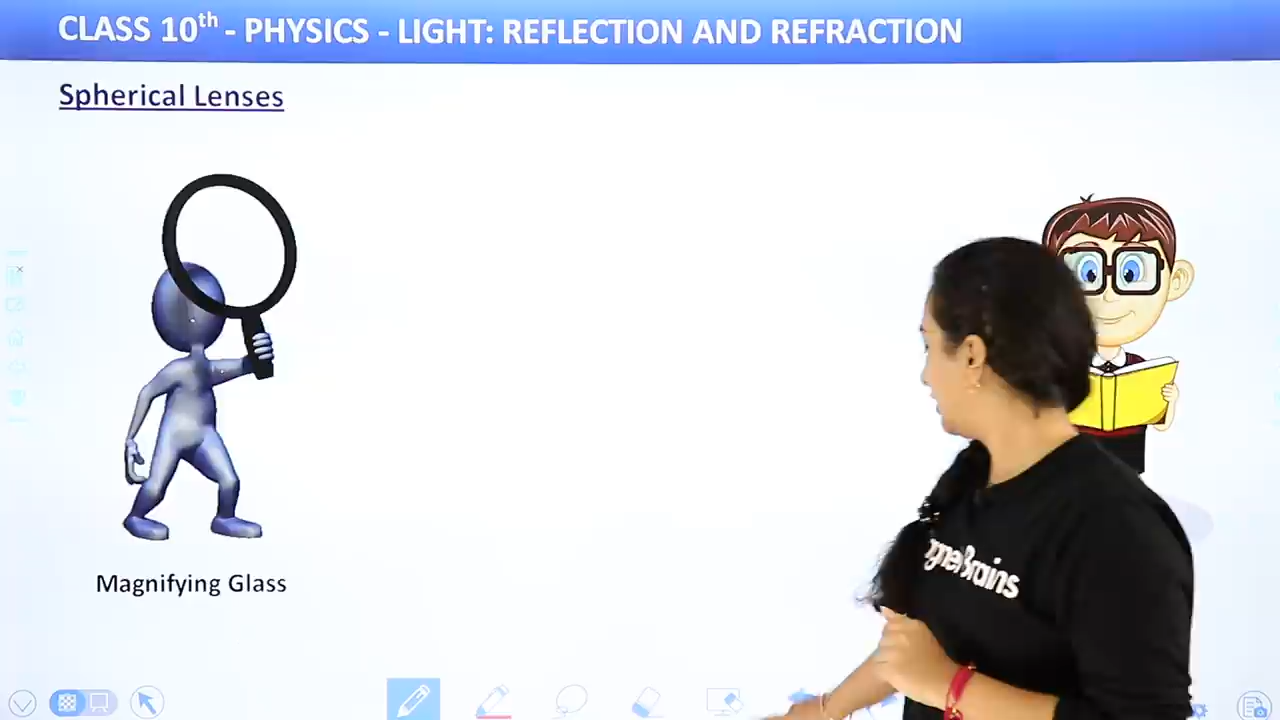 CLASS 10th - PHYSICS - LIGHT: REFLECTION AND REFRACTION
Spherical Lenses
Magnifying Glass